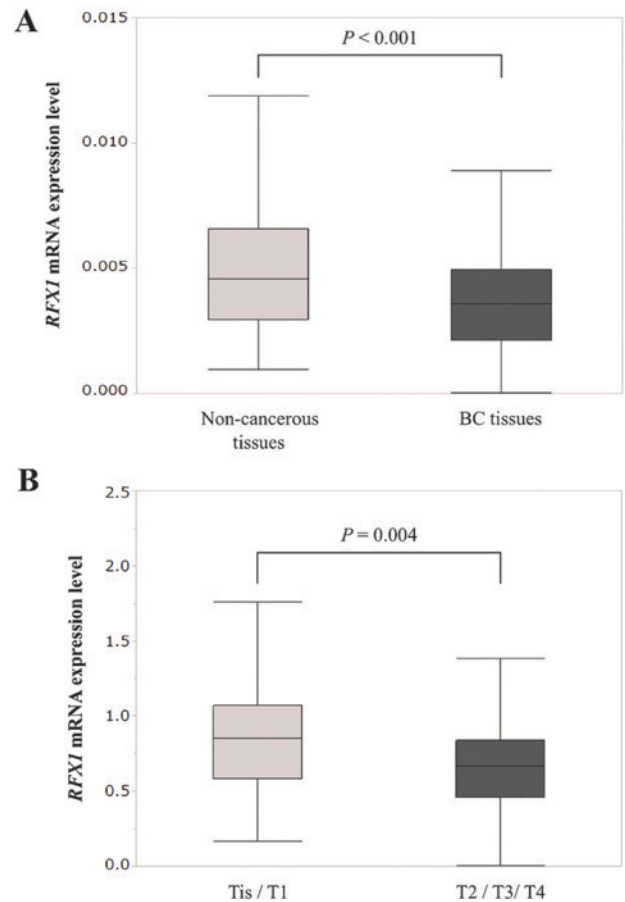 A
RFX1 mRNA expression level
0.015
0.010
0.005
0.000
P < 0.001
Non-cancerous
tissues
BC tissues
B
RFX1 mRNA expression level
2.5
2.0
1.5
1.0
0.5
0.0
P = 0.004
Tis / T1
T2 / T3/ T4